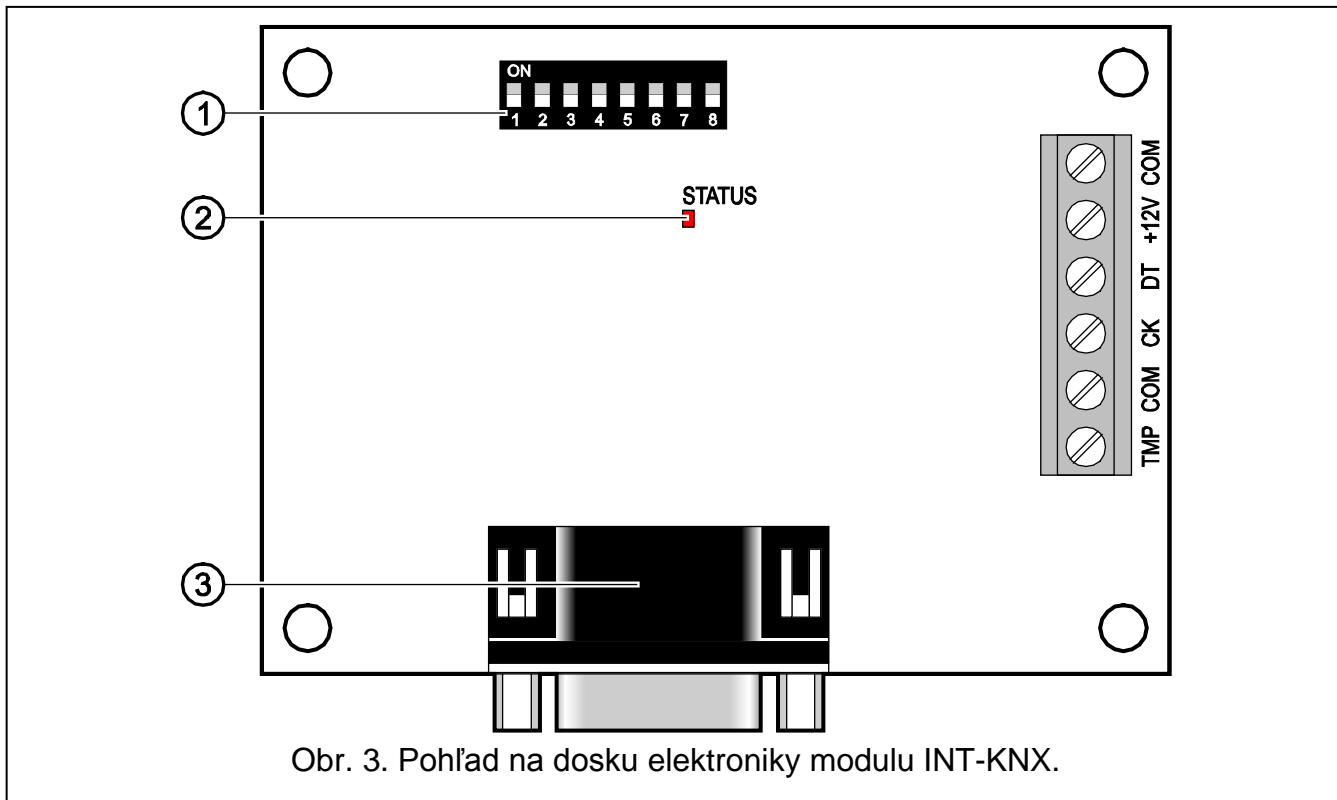 ON
1 2 3 4 5 6 7 8
1
STATUS
2
COM
+12V
DT
CK
COM
TMP
3
Obr. 3. Pohľad na dosku elektroniky modulu INT-KNX.